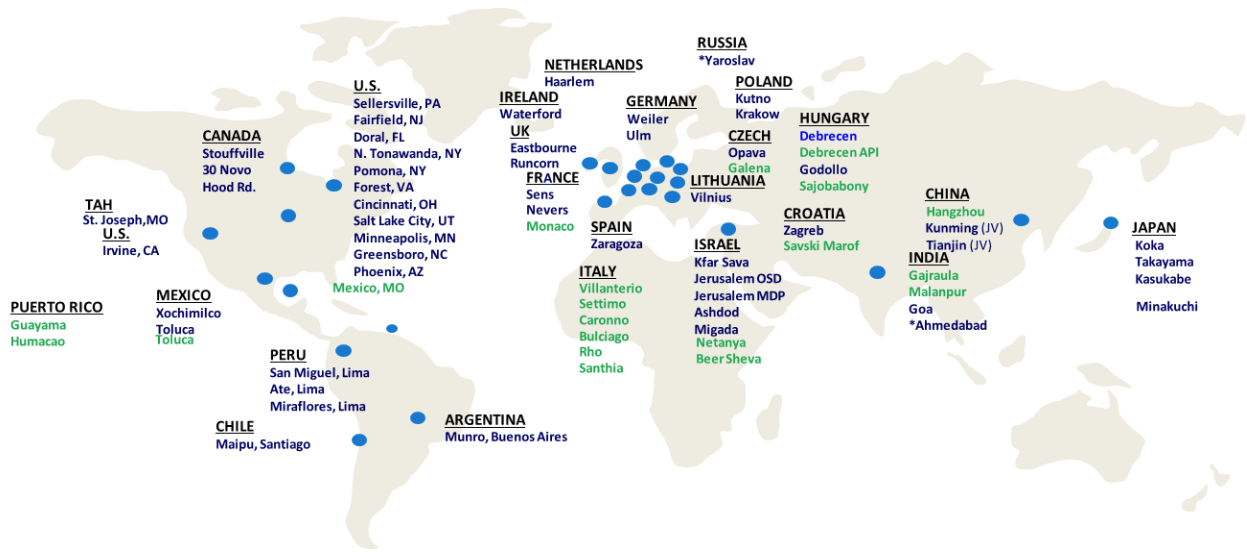 RUSSIA
*Yaroslav
NETHERLANDS
Haarlem
POLAND
Kutno
Krakow
U.S.
Sellersville, PA
Fairfield, NJ
Doral, FL
N. Tonawanda, NY
Pomona, NY
Forest, VA
Cincinnati, OH
Salt Lake City, UT
Minneapolis, MN
Greensboro, NC
Phoenix, AZ
Mexico, MO
IRELAND
Waterford
GERMANY
Weiler
Ulm
HUNGARY
Debrecen
Debrecen API
Godollo
Sajobabony
CANADA
Stouffville
30 Novo
Hood Rd.
UK
Eastbourne
Runcorn
CZECH
Opava
Galena
FRANCE
Sens
Nevers
Monaco
LITHUANIA
Vilnius
TAH
St. Joseph,MO
U.S.
Irvine, CA
SPAIN
Zaragoza
CROATIA
Zagreb
Savski Marof
CHINA
Hangzhou
Kunming (JV)
Tianjin (JV)
JAPAN
Koka
Takayama
Kasukabe
Minakuchi
ISRAEL
Kfar Sava
Jerusalem OSD
Jerusalem MDP
Ashdod
Migada
Netanya
Beer Sheva
INDIA
Gajraula
Malanpur
Goa
*Ahmedabad
ITALY
Villanterio
Settimo
Caronno
Bulciago
Rho
Santhia
PUERTO RICO
Guayama
Humacao
MEXICO
Xochimilco
Toluca
Toluca
PERU
San Miguel, Lima
Ate, Lima
Miraflores, Lima
CHILE
Maipu, Santiago
ARGENTINA
Munro, Buenos Aires